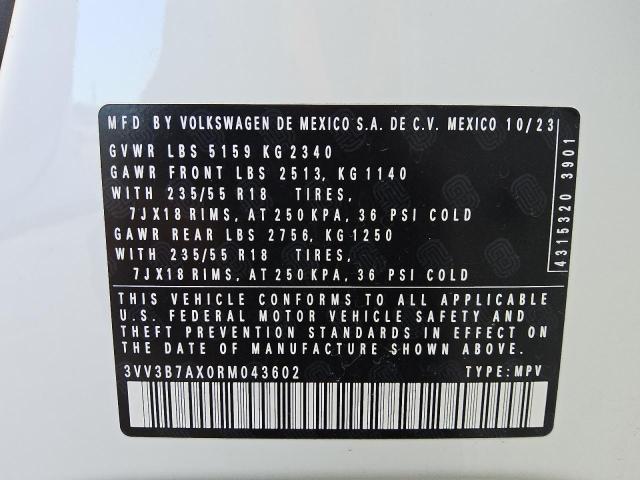 MFD BY VOLKSWAGEN DE MEXICO S.A. DE C.V. MEXICO 10/23
GVWR LBS 5159 KG 2340
GAWR FRONT LBS 2513, KG 1140
WITH 235/55 R18 TIRES,
7JX18 RIMS, AT 250 KPA, 36 PSI COLD
GAWR REAR LBS 2756, KG 1250
WITH 235/55 R18 TIRES,
7JX18 RIMS, AT 250 KPA, 36 PSI COLD
THIS VEHICLE CONFORMS TO ALL APPLICABLE
U.S. FEDERAL MOTOR VEHICLE SAFETY AND
THEFT PREVENTION STANDARDS IN EFFECT ON
THE DATE OF MANUFACTURE SHOWN ABOVE.
3VV3B7AX0RM043602 TYPE: MPV
4315320 3901